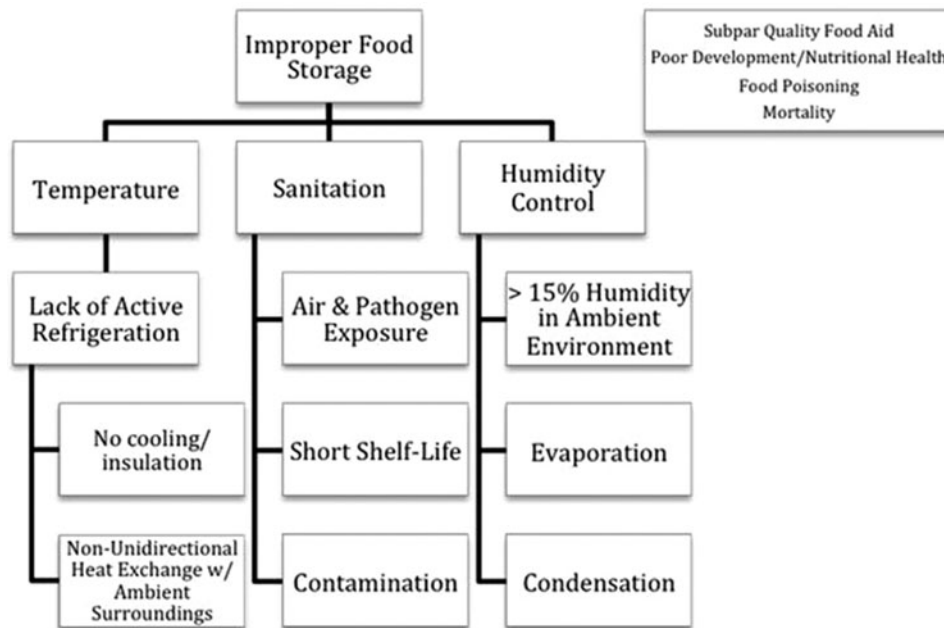 Improper Food
Storage
Subpar Quality Food Aid
Poor Development/Nutritional Health
Food Poisoning
Mortality
Temperature
Sanitation
Humidity
Control
Lack of Active
Refrigeration
Air & Pathogen
Exposure
> 15% Humidity
in Ambient
Environment
No cooling/
insulation
Short Shelf-Life
Evaporation
Non-Unidirectional
Heat Exchange w/
Ambient
Surroundings
Contamination
Condensation